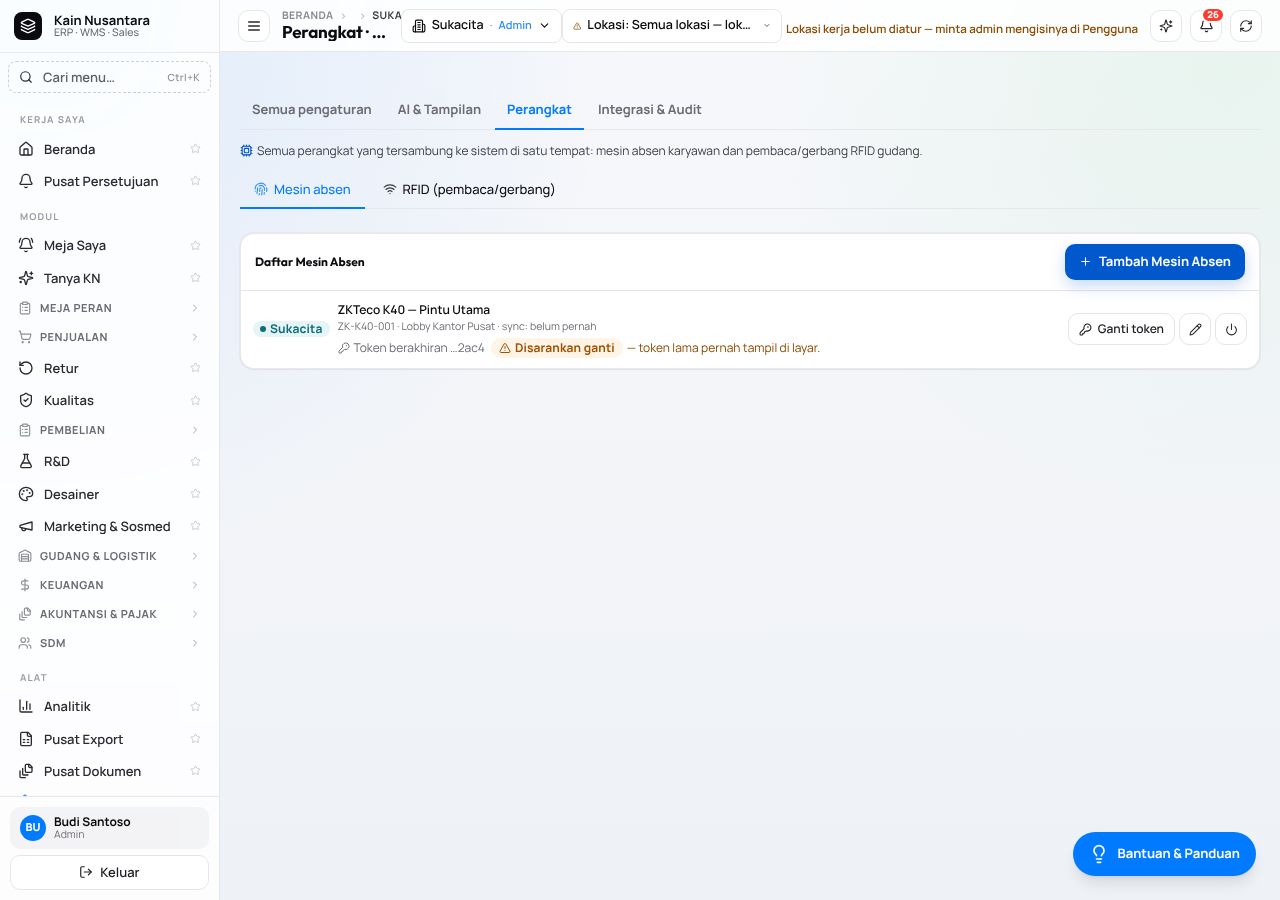 Kain Nusantara
ERP · WMS · Sales
Cari menu...
Ctrl+K
KERJA SAYA
Beranda
Pusat Persetujuan
MODUL
Meja Saya
Tanya KN
MEJA PERAN
PENJUALAN
Retur
Kualitas
PEMBELIAN
R&D
Desainer
Marketing & Sosmed
GUDANG & LOGISTIK
KEUANGAN
AKUNTANSI & PAJAK
SDM
ALAT
Analitik
Pusat Export
Pusat Dokumen
BU
Budi Santoso
Admin
Keluar
BERANDA › › SUKA
Perangkat · ...
Sukacita · Admin
Lokasi: Semua lokasi — lok...
Lokasi kerja belum diatur — minta admin mengisinya di Pengguna
26
Semua pengaturan
AI & Tampilan
Perangkat
Integrasi & Audit
Semua perangkat yang tersambung ke sistem di satu tempat: mesin absen karyawan dan pembaca/gerbang RFID gudang.
Mesin absen
RFID (pembaca/gerbang)
Daftar Mesin Absen
Tambah Mesin Absen
Sukacita
ZKTeco K40 — Pintu Utama
ZK-K40-001 · Lobby Kantor Pusat · sync: belum pernah
Token berakhiran ...2ac4
Disarankan ganti
— token lama pernah tampil di layar.
Ganti token
Bantuan & Panduan